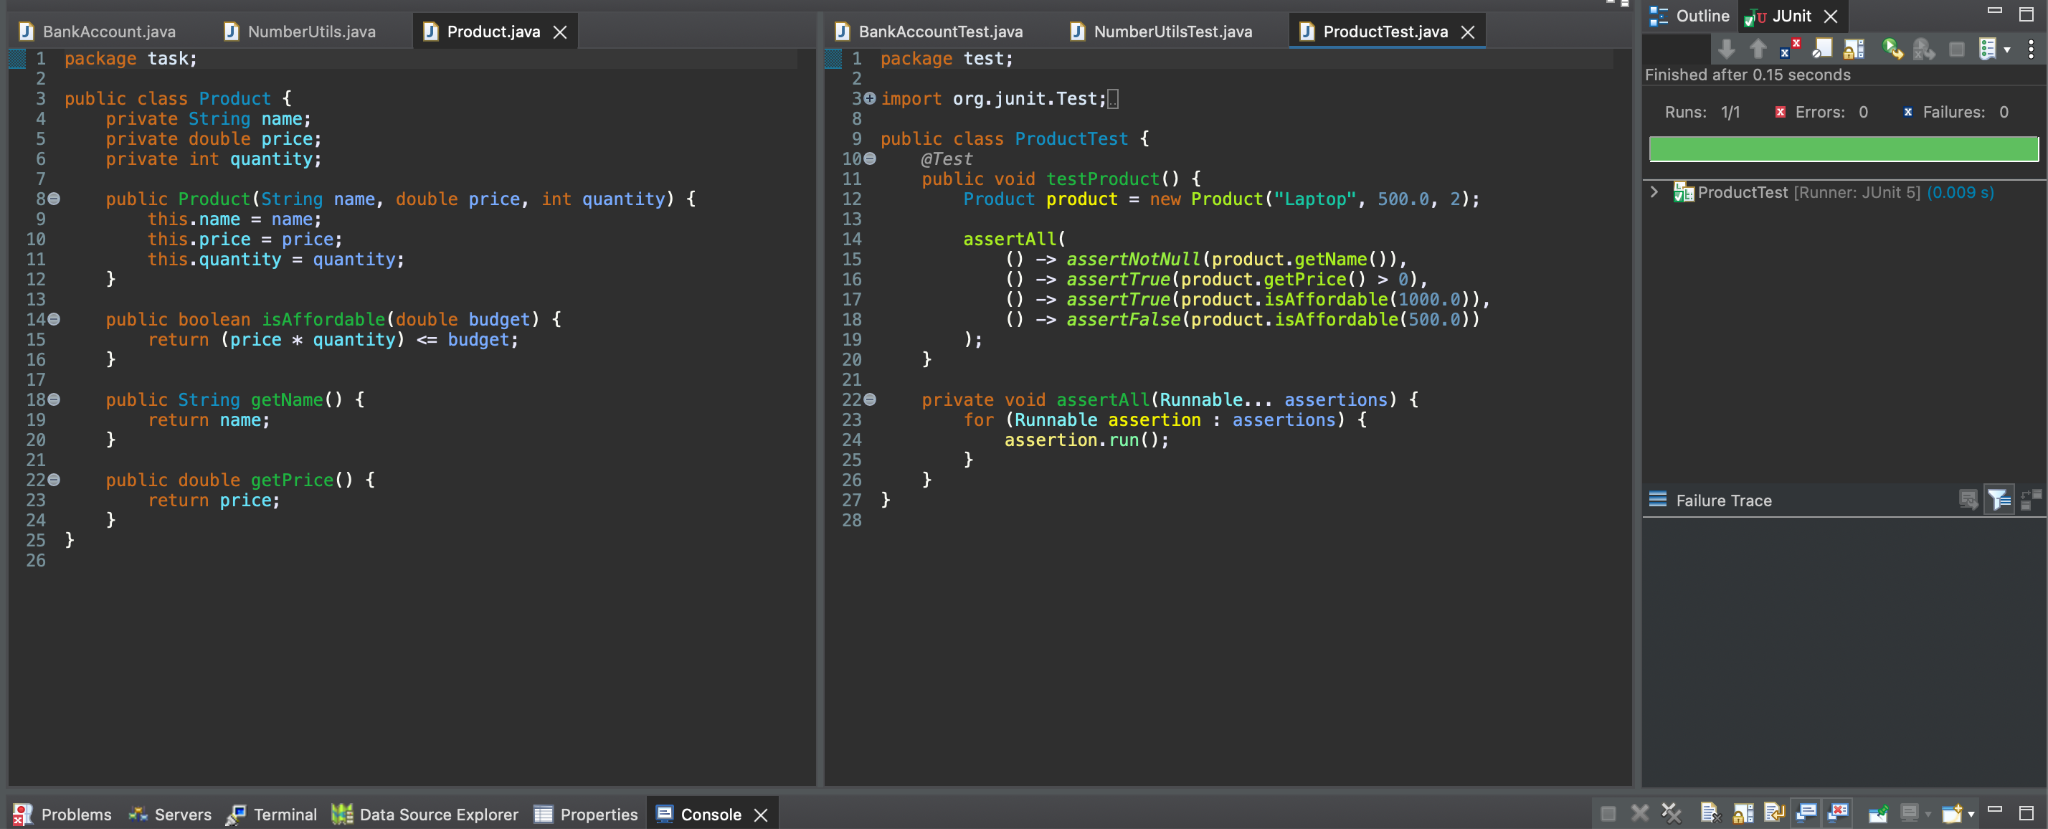 BankAccount.java NumberUtils.java Product.java
1 package task;
2
3 public class Product {
4 private String name;
5 private double price;
6 private int quantity;
7
8 public Product(String name, double price, int quantity) {
9 this.name = name;
10 this.price = price;
11 this.quantity = quantity;
12 }
13
14 public boolean isAffordable(double budget) {
15 return (price * quantity) <= budget;
16 }
17
18 public String getName() {
19 return name;
20 }
21
22 public double getPrice() {
23 return price;
24 }
25 }
26
BankAccountTest.java NumberUtilsTest.java ProductTest.java
1 package test;
2
3 import org.junit.Test;
8
9 public class ProductTest {
10 @Test
11 public void testProduct() {
12 Product product = new Product("Laptop", 500.0, 2);
13
14 assertAll(
15 () -> assertNotNull(product.getName()),
16 () -> assertTrue(product.getPrice() > 0),
17 () -> assertTrue(product.isAffordable(1000.0)),
18 () -> assertFalse(product.isAffordable(500.0))
19 );
20 }
21
22 private void assertAll(Runnable... assertions) {
23 for (Runnable assertion : assertions) {
24 assertion.run();
25 }
26 }
27 }
28
Outline JUnit
Finished after 0.15 seconds
Runs: 1/1 Errors: 0 Failures: 0
ProductTest [Runner: JUnit 5] (0.009 s)
Failure Trace
Problems Servers Terminal Data Source Explorer Properties Console